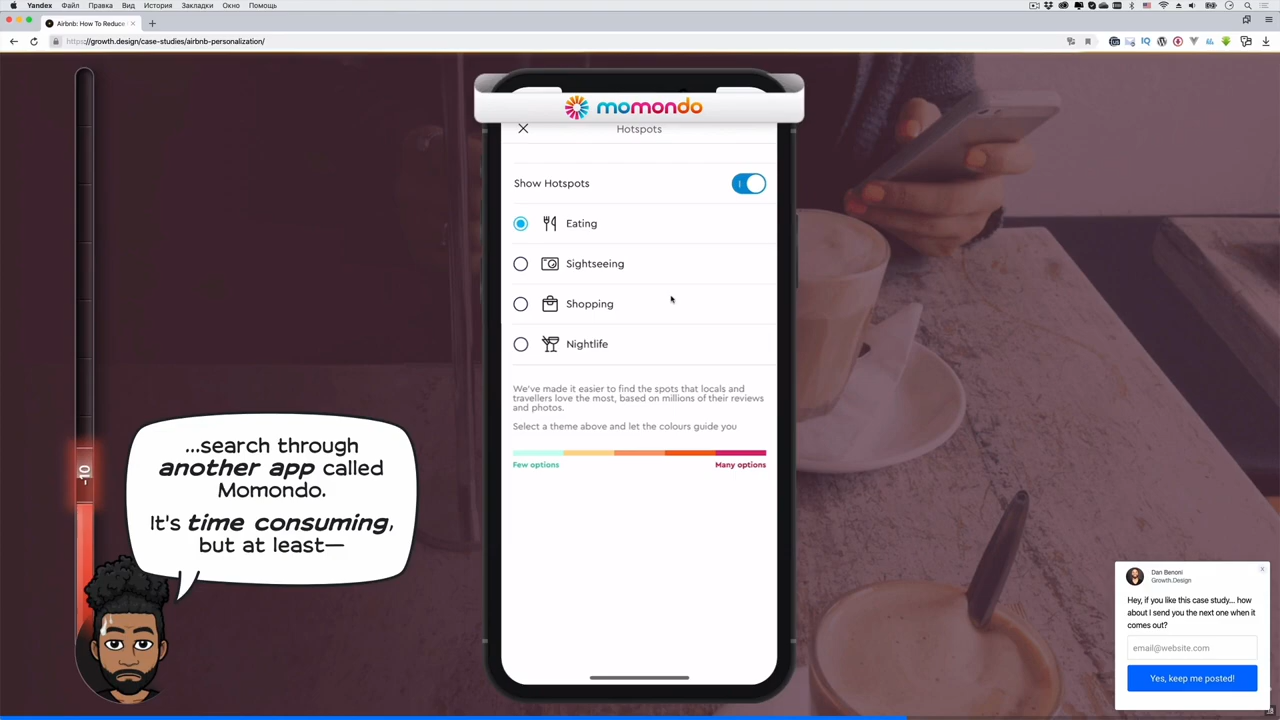 Yandex Файл Правка Вид История Закладки Окно Помощь
Airbnb: How To Reduce
https://growth.design/case-studies/airbnb-personalization/
momondo
Hotspots
Show Hotspots
Eating
Sightseeing
Shopping
Nightlife
We've made it easier to find the spots that locals and
travellers love the most, based on millions of their reviews
and photos.
Select a theme above and let the colours guide you
Few options
Many options
-10
...search through
another app called
Momondo.
It's time consuming,
but at least—
Dan Benoni
Growth.Design
x
Hey, if you like this case study... how
about I send you the next one when it
comes out?
email@website.com
Yes, keep me posted!